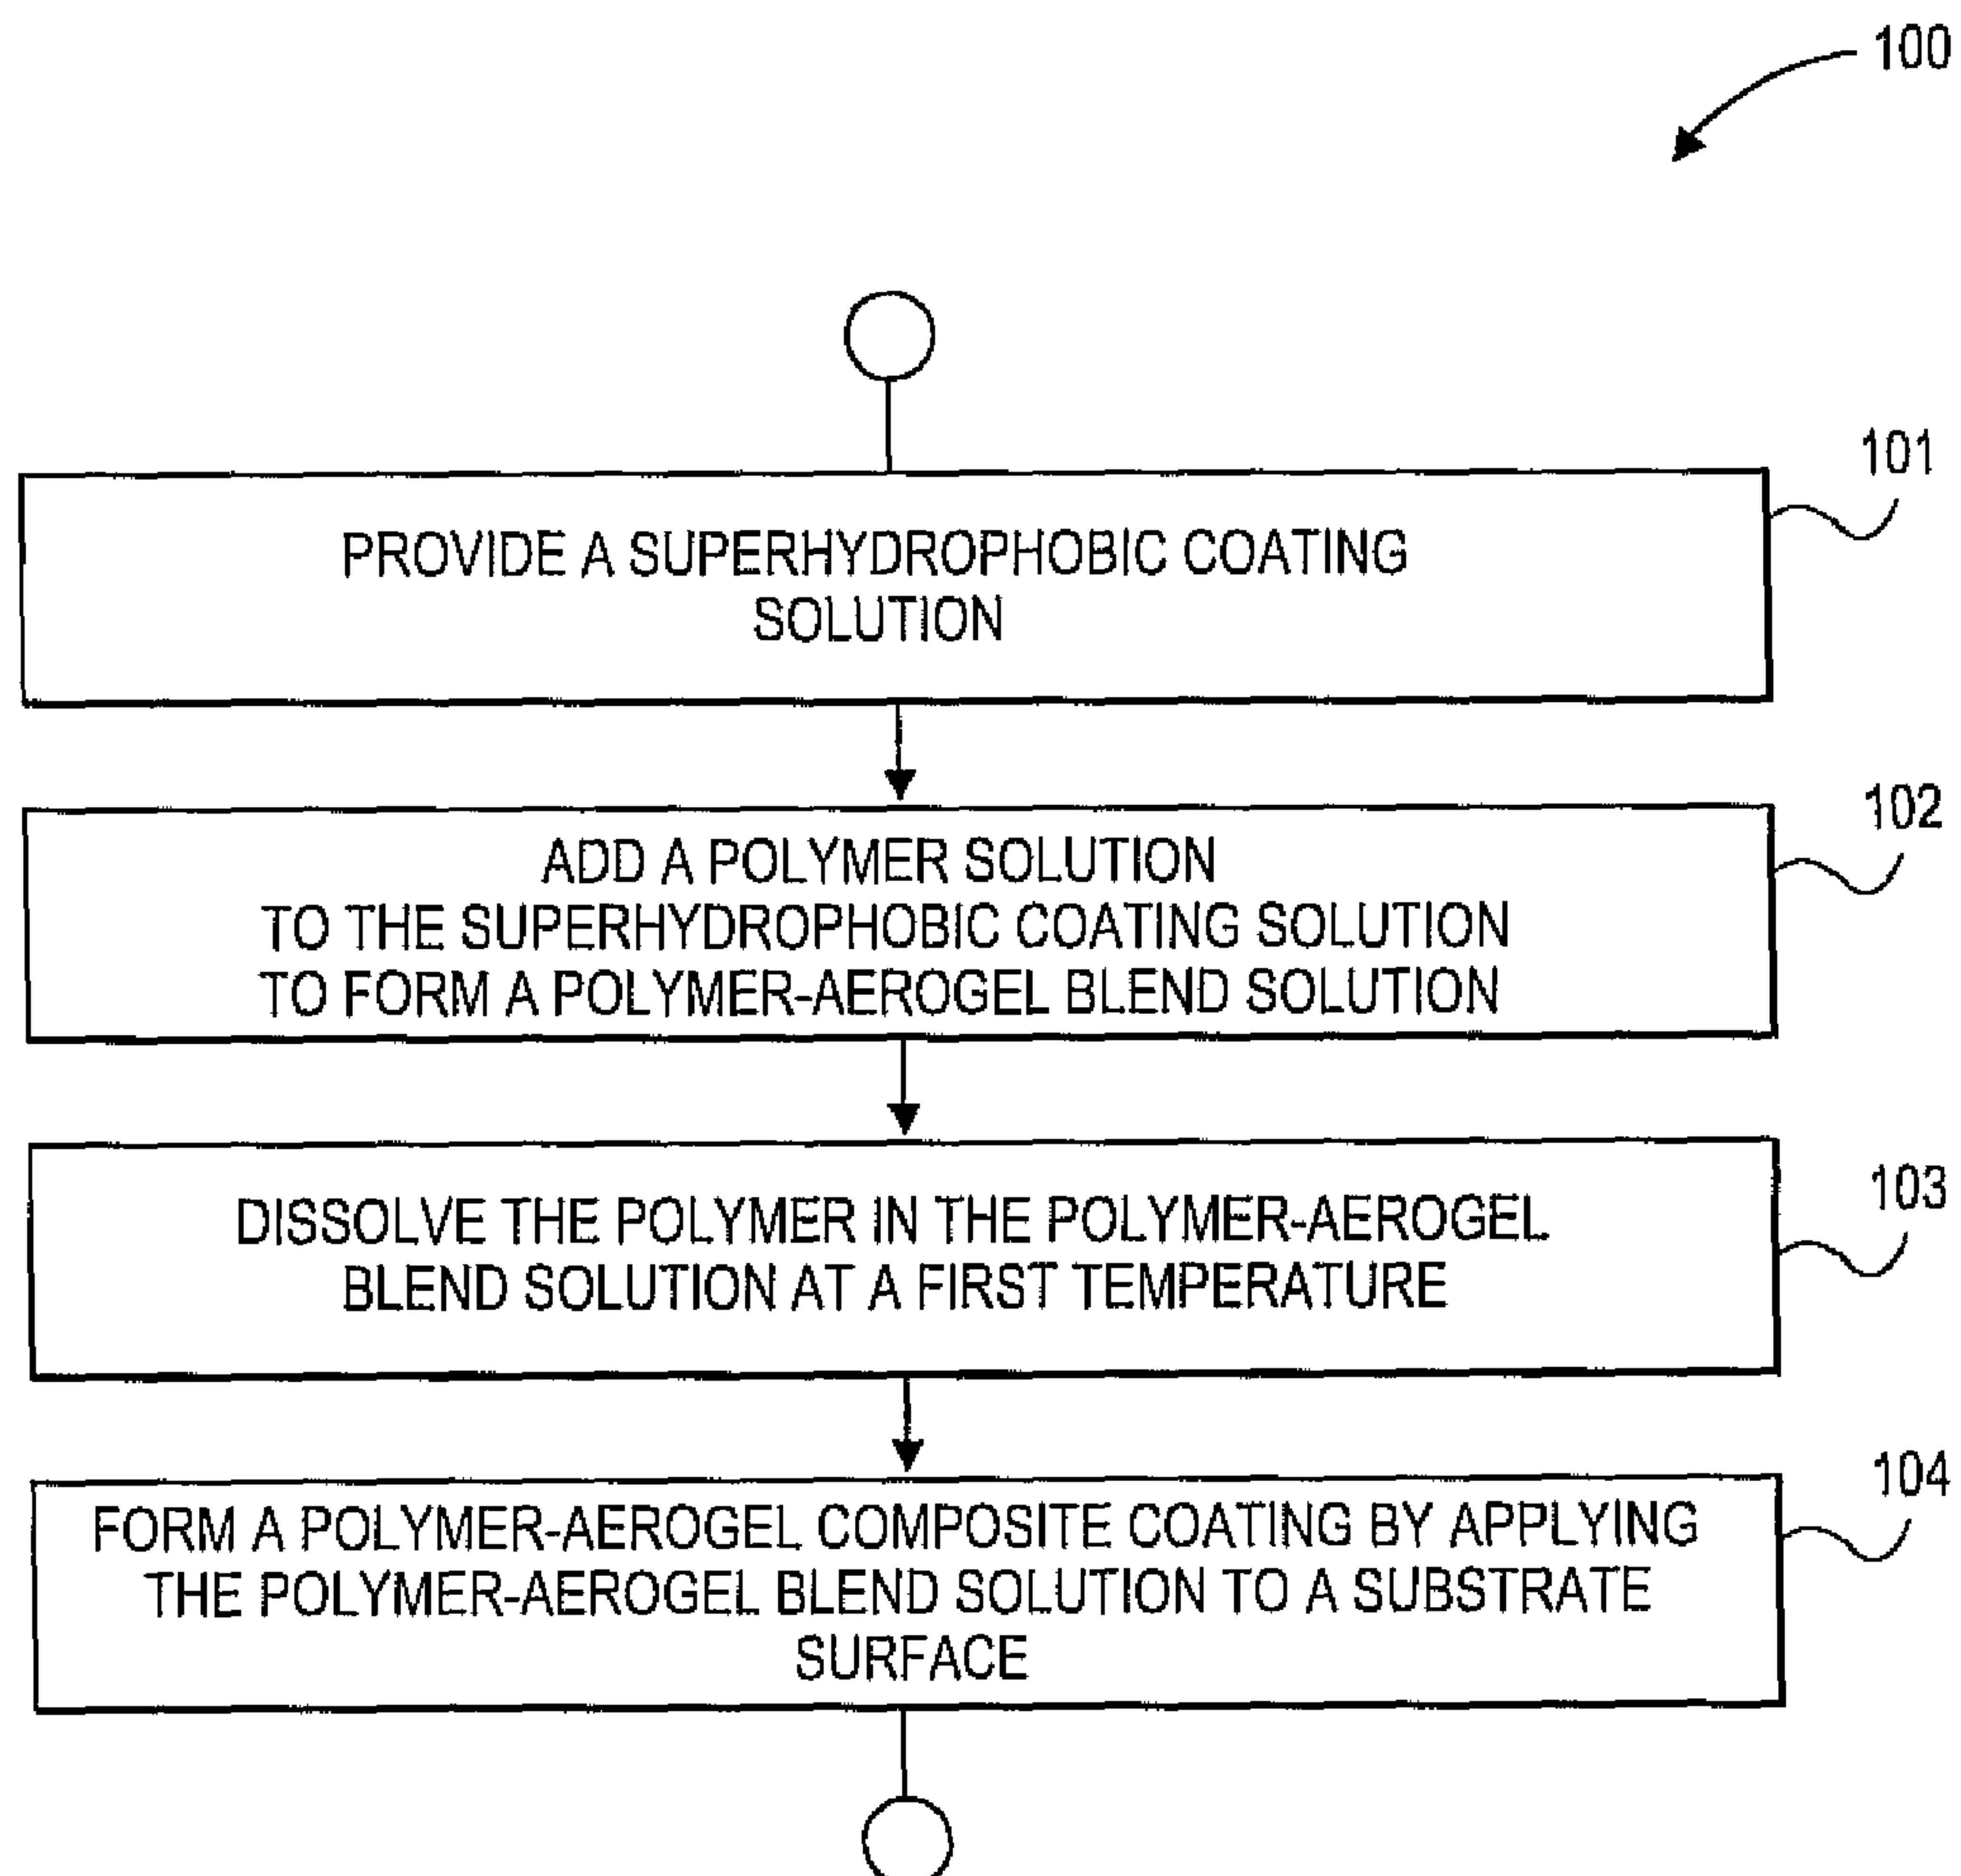 100
101
PROVIDE A SUPERHYDROPHOBIC COATING
SOLUTION
102
ADD A POLYMER SOLUTION
TO THE SUPERHYDROPHOBIC COATING SOLUTION
TO FORM A POLYMER-AEROGEL BLEND SOLUTION
103
DISSOLVE THE POLYMER IN THE POLYMER-AEROGEL
BLEND SOLUTION AT A FIRST TEMPERATURE
104
FORM A POLYMER-AEROGEL COMPOSITE COATING BY APPLYING
THE POLYMER-AEROGEL BLEND SOLUTION TO A SUBSTRATE
SURFACE